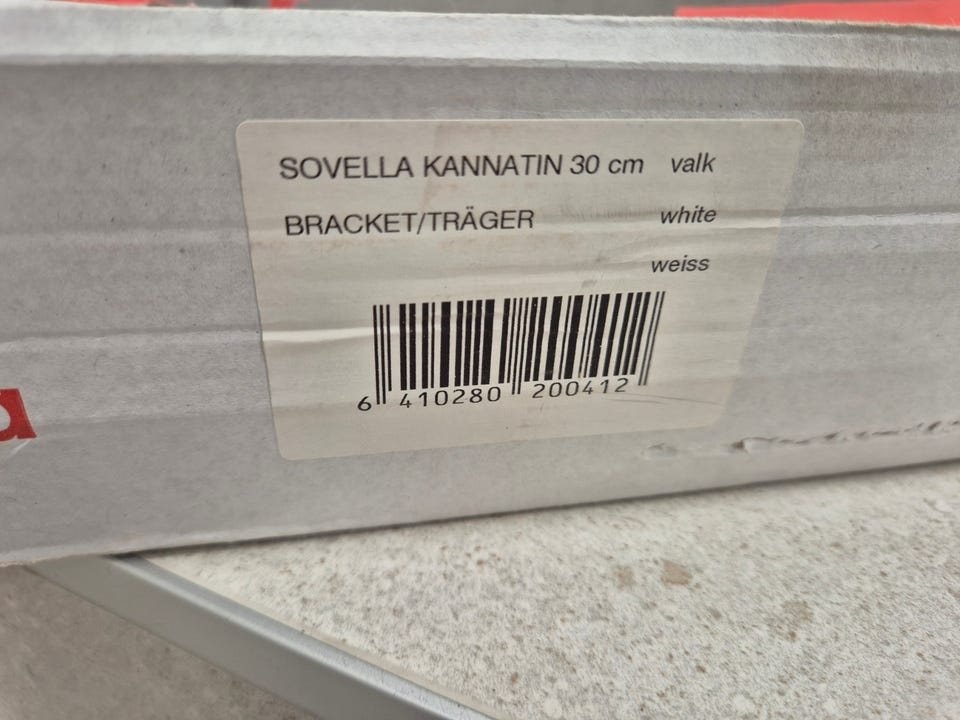 SOVELLA KANNATIN 30 cm valk
BRACKET/TRÄGER white
weiss
6 410280 200412
a